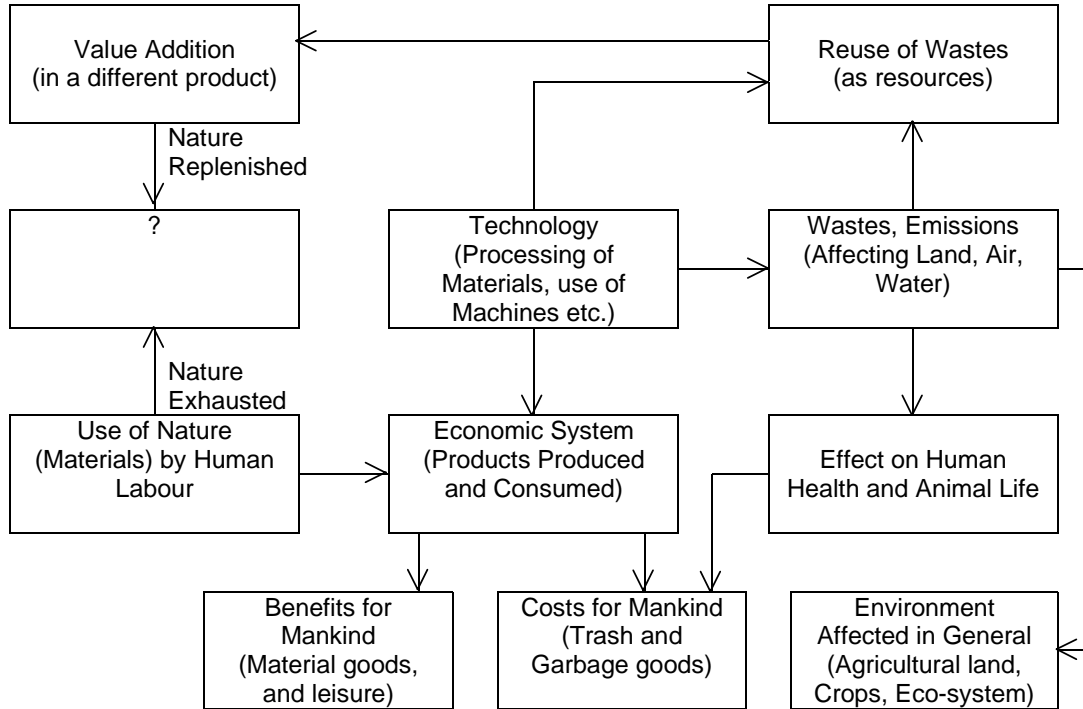 Value Addition
(in a different product)
Reuse of Wastes
(as resources)
Nature
Replenished
?
Technology
(Processing of
Materials, use of
Machines etc.)
Wastes, Emissions
(Affecting Land, Air,
Water)
Nature
Exhausted
Use of Nature
(Materials) by Human
Labour
Economic System
(Products Produced
and Consumed)
Effect on Human
Health and Animal Life
Benefits for
Mankind
(Material goods,
and leisure)
Costs for Mankind
(Trash and
Garbage goods)
Environment
Affected in General
(Agricultural land,
Crops, Eco-system)